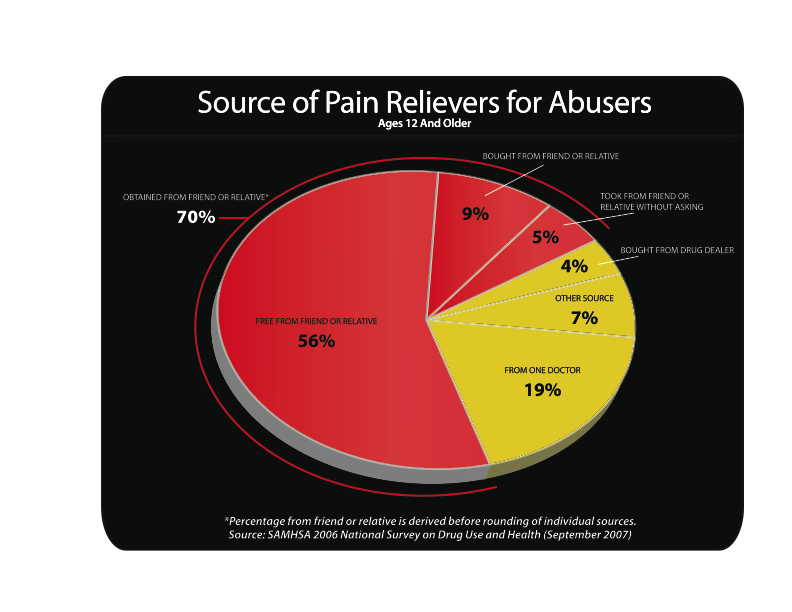 Source of Pain Relievers for Abusers
Ages 12 And Older
BOUGHT FROM FRIEND OR RELATIVE
OBTAINED FROM FRIEND OR RELATIVE*
70%
TOOK FROM FRIEND OR
RELATIVE WITHOUT ASKING
9%
5%
BOUGHT FROM DRUG DEALER
4%
OTHER SOURCE
7%
FREE FROM FRIEND OR RELATIVE
56%
FROM ONE DOCTOR
19%
*Percentage from friend or relative is derived before rounding of individual sources.
Source: SAMHSA 2006 National Survey on Drug Use and Health (September 2007)